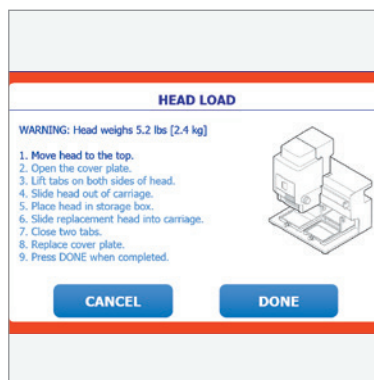 HEAD LOAD
WARNING: Head weighs 5.2 lbs [2.4 kg]
1. Move head to the top.
2. Open the cover plate.
3. Lift tabs on both sides of head.
4. Slide head out of carriage.
5. Place head in storage box.
6. Slide replacement head into carriage.
7. Close two tabs.
8. Replace cover plate.
9. Press DONE when completed.
CANCEL
DONE